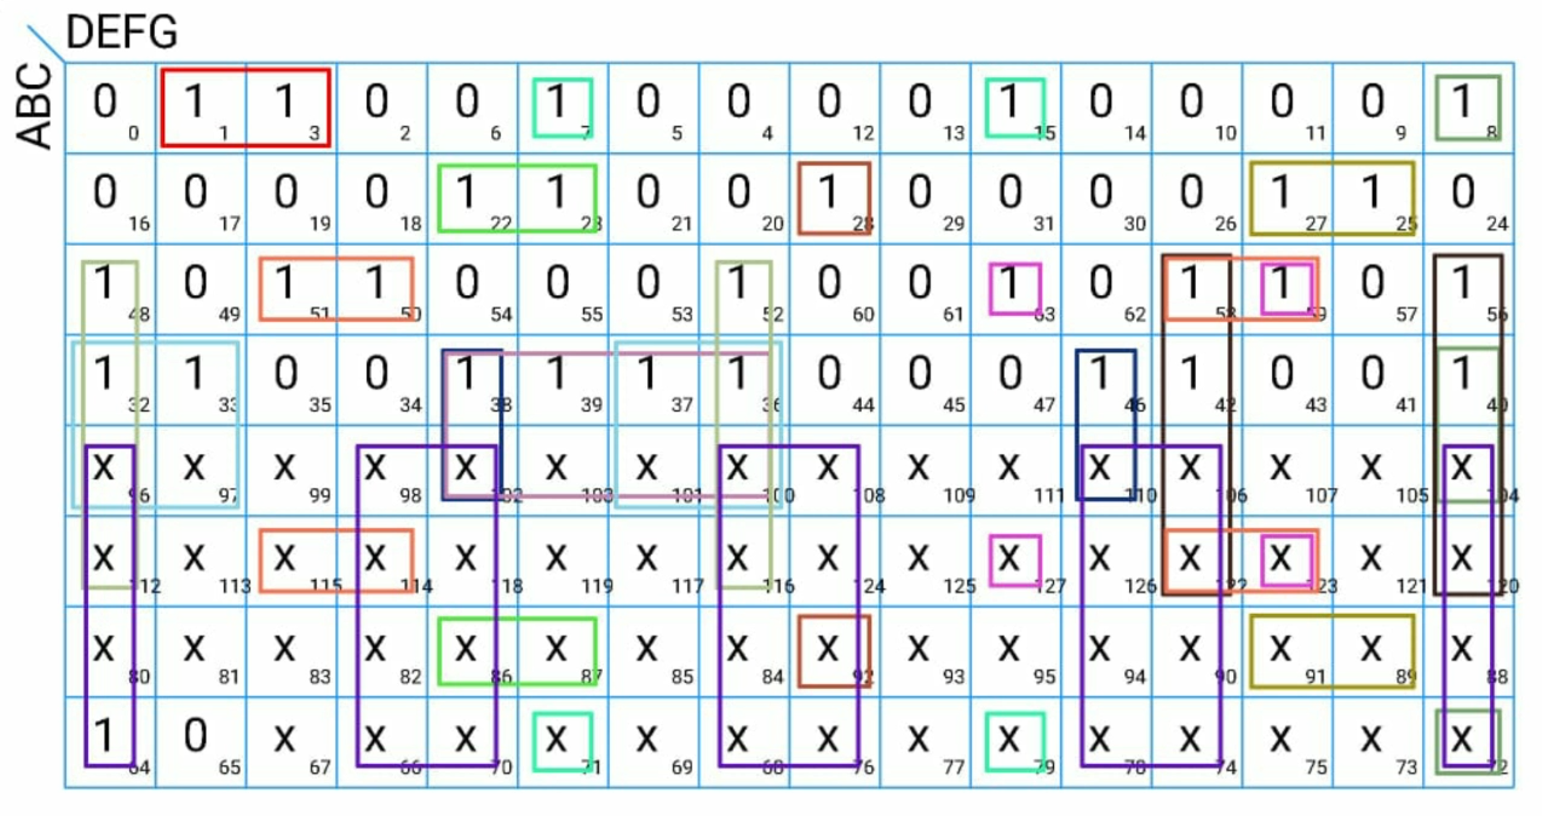 DEFG
ABC
0 1 1 0 0 1 0 0 0 0 1 0 0 0 0 1
0 1 3 2 6 7 5 4 12 13 15 14 10 11 9 8
0 0 0 0 1 1 0 0 1 0 0 0 0 1 1 0
16 17 19 18 22 23 21 20 28 29 31 30 26 27 25 24
1 0 1 1 0 0 0 1 0 0 1 0 1 1 0 1
48 49 51 50 54 55 53 52 60 61 63 62 58 59 57 56
1 1 0 0 1 1 1 1 0 0 0 1 1 0 0 1
32 33 35 34 38 39 37 36 44 45 47 46 42 43 41 40
X X X X X X X X X X X X X X X X
96 97 99 98 102 103 101 100 108 109 111 110 106 107 105 104
X X X X X X X X X X X X X X X X
112 113 115 114 118 119 117 116 124 125 127 126 122 123 121 120
X X X X X X X X X X X X X X X X
80 81 83 82 86 87 85 84 92 93 95 94 90 91 89 88
1 0 X X X X X X X X X X X X X X
64 65 67 66 70 71 69 68 76 77 79 78 74 75 73 72